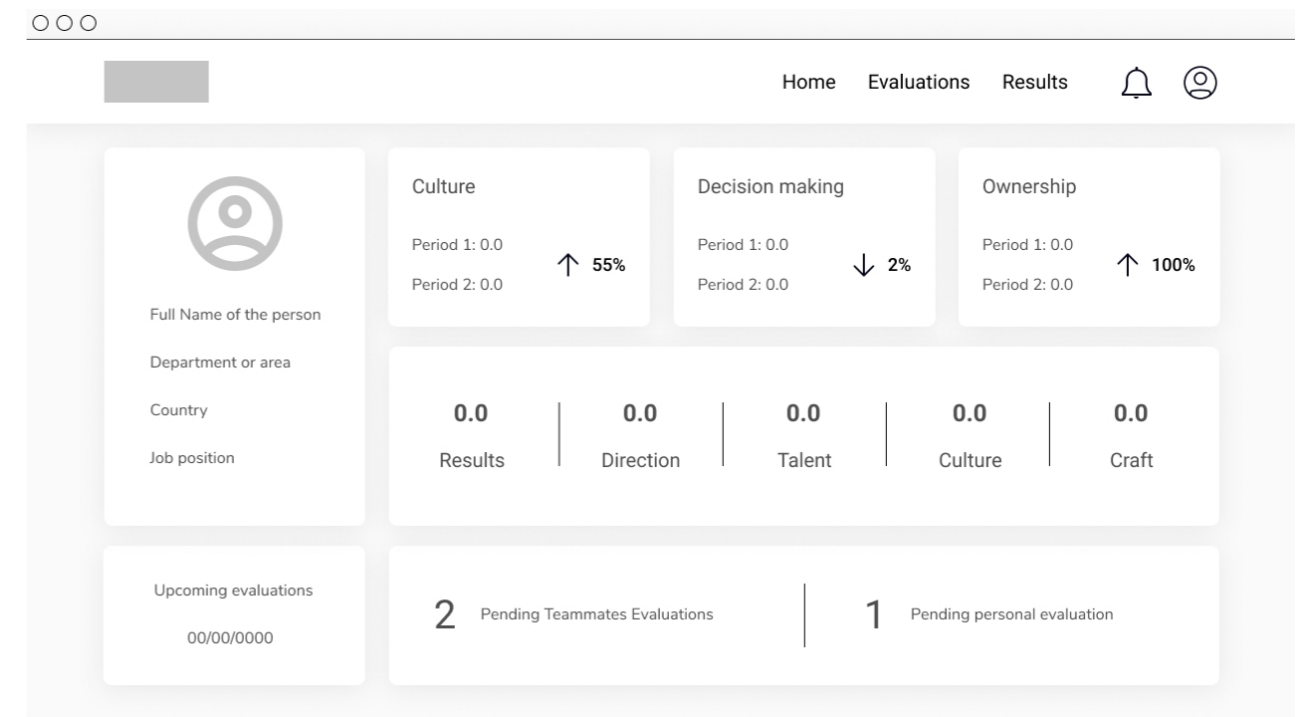 Home Evaluations Results
Full Name of the person
Department or area
Country
Job position
Culture
Period 1: 0.0
Period 2: 0.0
55%
Decision making
Period 1: 0.0
Period 2: 0.0
2%
Ownership
Period 1: 0.0
Period 2: 0.0
100%
0.0
Results
0.0
Direction
0.0
Talent
0.0
Culture
0.0
Craft
Upcoming evaluations
00/00/0000
2 Pending Teammates Evaluations
1 Pending personal evaluation